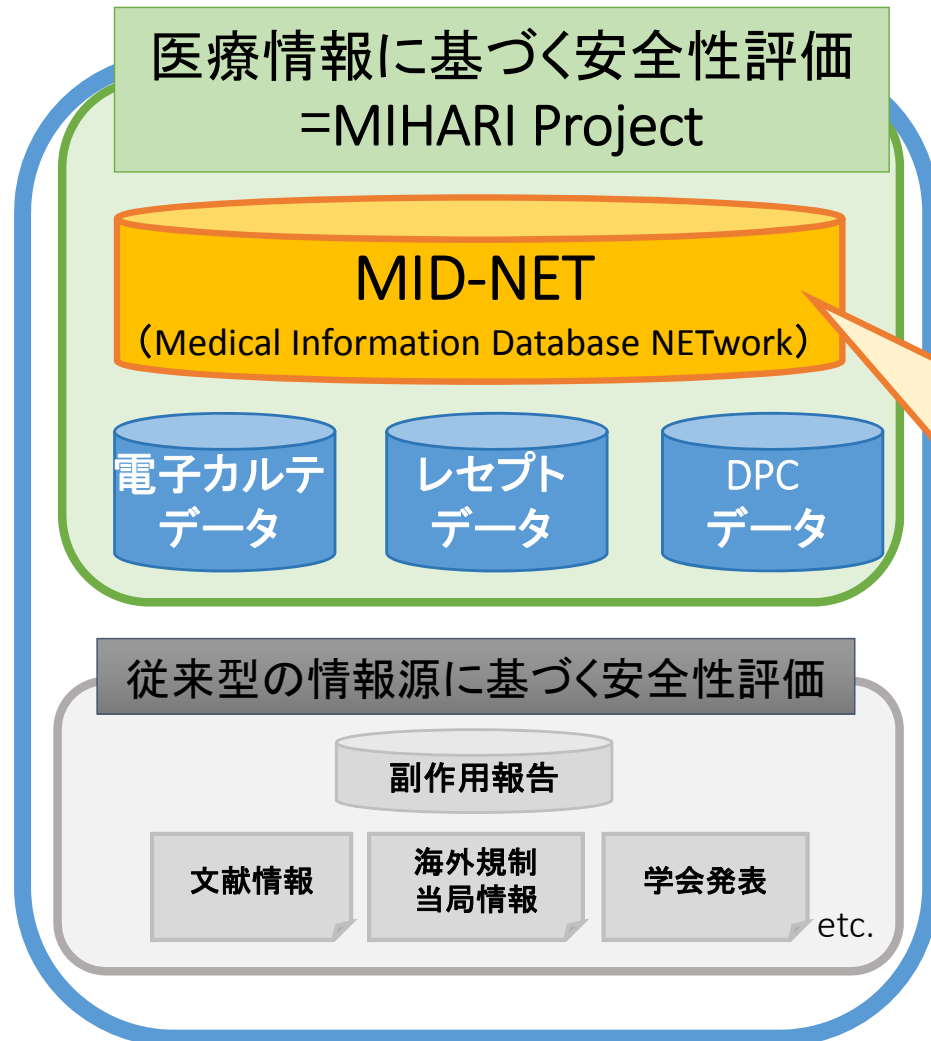 医療情報に基づく安全性評価
=MIHARI Project
MID-NET
(Medical Information Database NETwork)
電子カルテ
データ
レセプト
データ
DPC
データ
従来型の情報源に基づく安全性評価
副作用報告
文献情報
海外規制
当局情報
学会発表
etc.